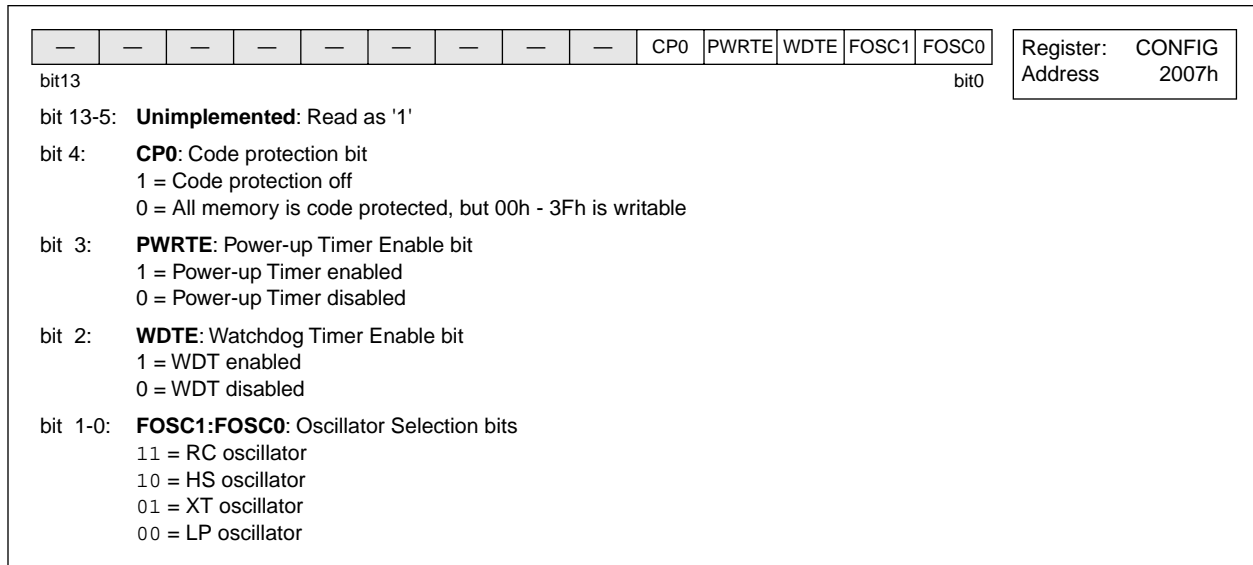 — — — — — — — — — CP0 PWRTE WDTE FOSC1 FOSC0
bit13 bit0
Register: CONFIG
Address 2007h
bit 13-5: Unimplemented: Read as '1'
bit 4: CP0: Code protection bit
1 = Code protection off
0 = All memory is code protected, but 00h - 3Fh is writable
bit 3: PWRTE: Power-up Timer Enable bit
1 = Power-up Timer enabled
0 = Power-up Timer disabled
bit 2: WDTE: Watchdog Timer Enable bit
1 = WDT enabled
0 = WDT disabled
bit 1-0: FOSC1:FOSC0: Oscillator Selection bits
11 = RC oscillator
10 = HS oscillator
01 = XT oscillator
00 = LP oscillator